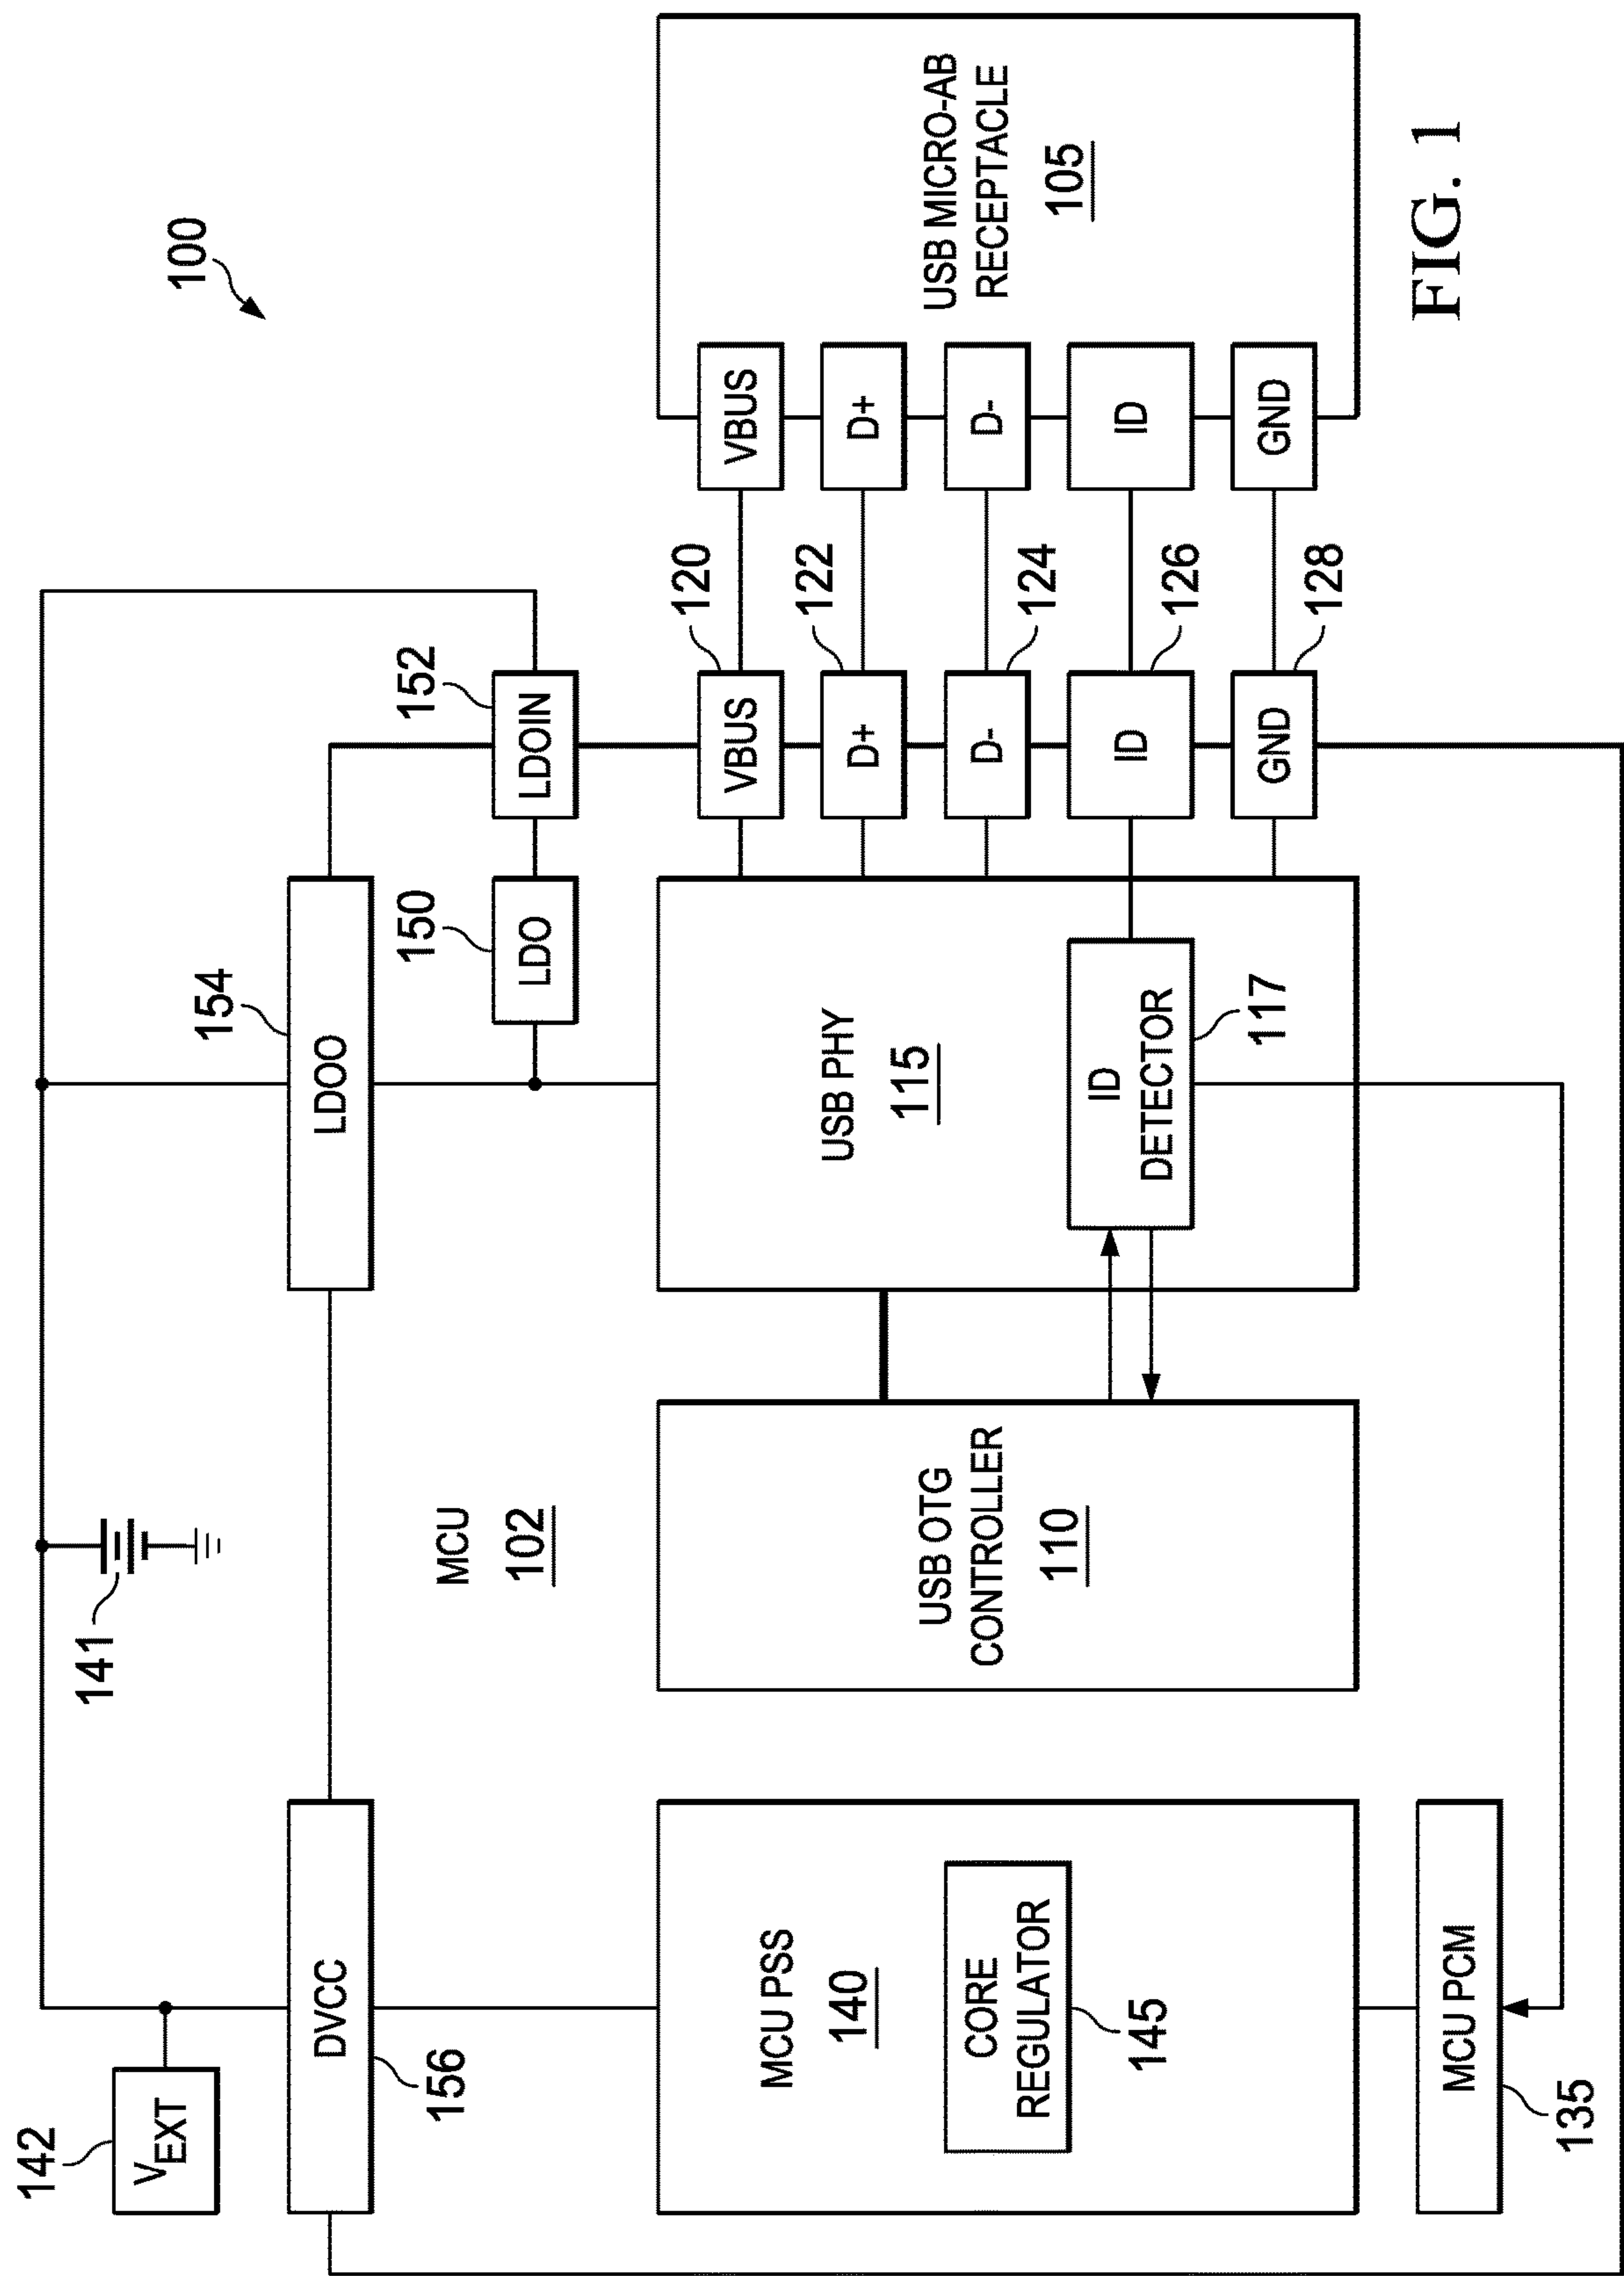 100
142
V EXT
141
154
LDOO
DVCC
156
150
LDO
152
LDOIN
MCU
102
MCU PSS
140
CORE
REGULATOR
145
USB OTG
CONTROLLER
110
USB PHY
115
ID
DETECTOR
117
VBUS
120
VBUS
D+
122
D+
D-
124
D-
ID
126
ID
GND
128
GND
USB MICRO-AB
RECEPTACLE
105
MCU PCM
135
FIG. 1